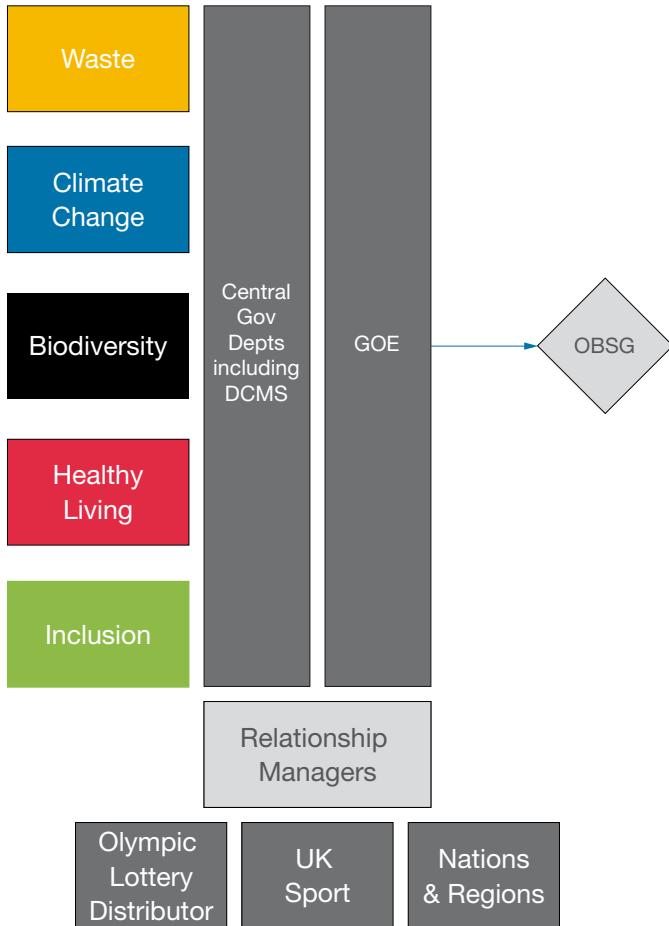 Waste
Climate
Change
Biodiversity
Healthy
Living
Inclusion
Central
Gov
Depts
including
DCMS
GOE
OBSG
Relationship
Managers
Olympic
Lottery
Distributor
UK
Sport
Nations
& Regions